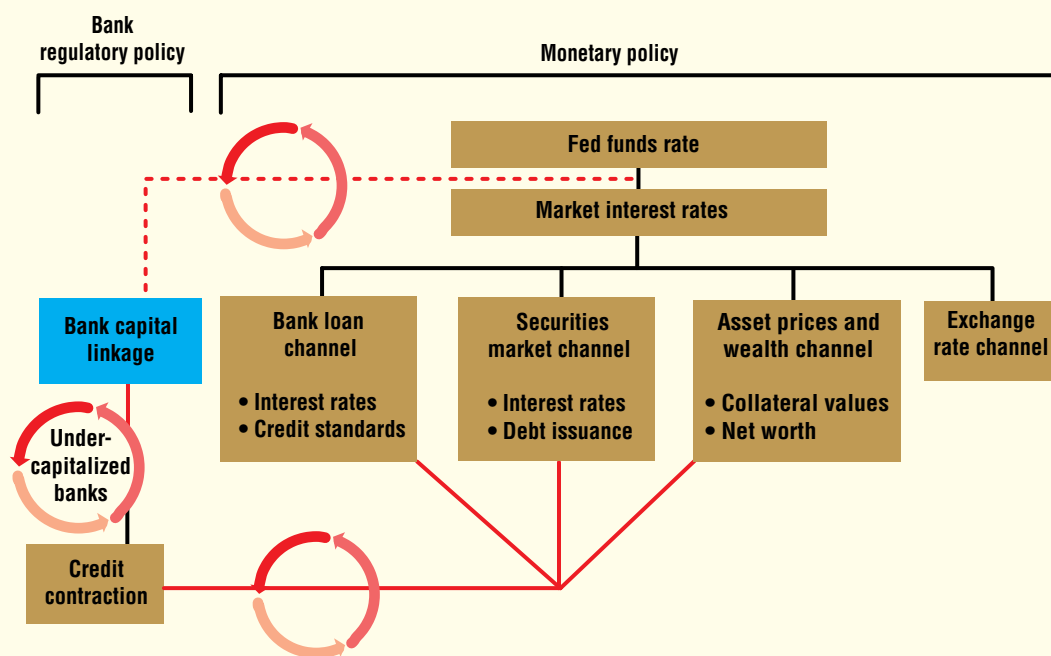 Bank
regulatory policy
Monetary policy
Fed funds rate
Market interest rates
Bank capital
linkage
Bank loan
channel
• Interest rates
• Credit standards
Securities
market channel
• Interest rates
• Debt issuance
Asset prices and
wealth channel
• Collateral values
• Net worth
Exchange
rate channel
Under-
capitalized
banks
Credit
contraction